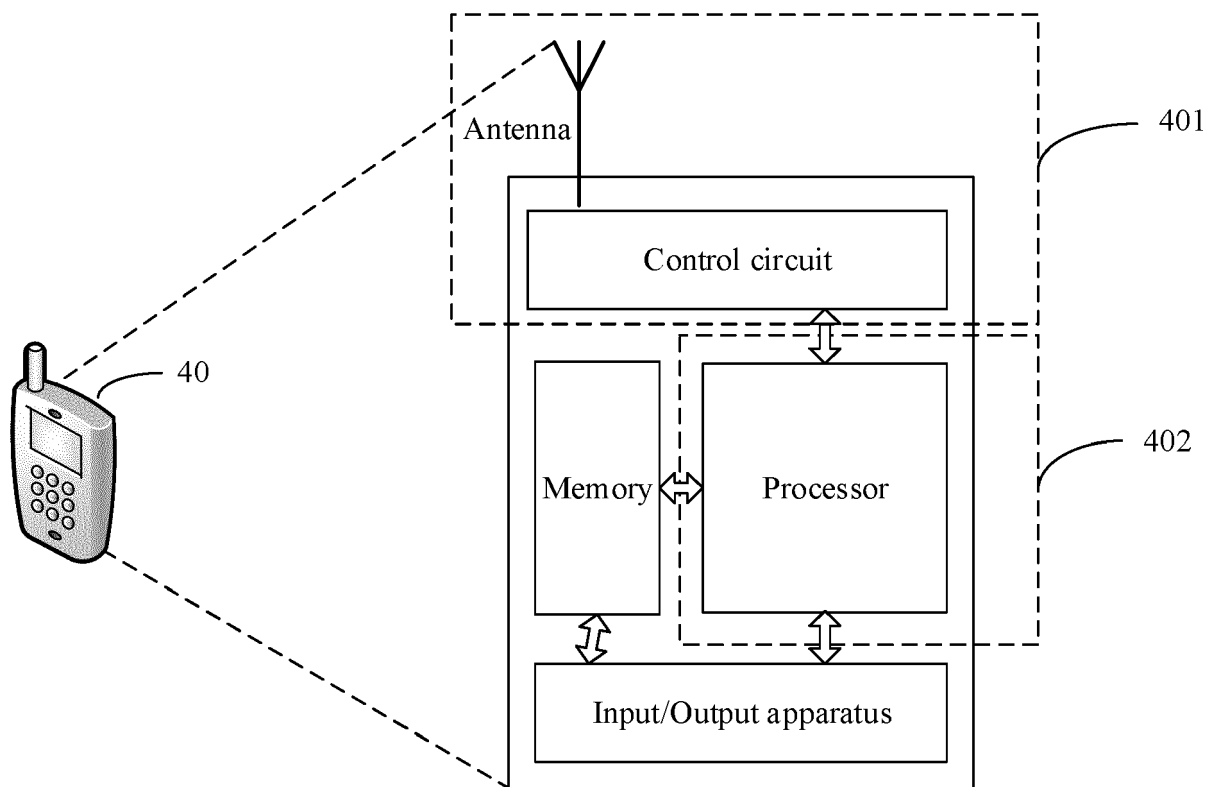 Antenna
401
Control circuit
40
Memory
Processor
402
Input/Output apparatus